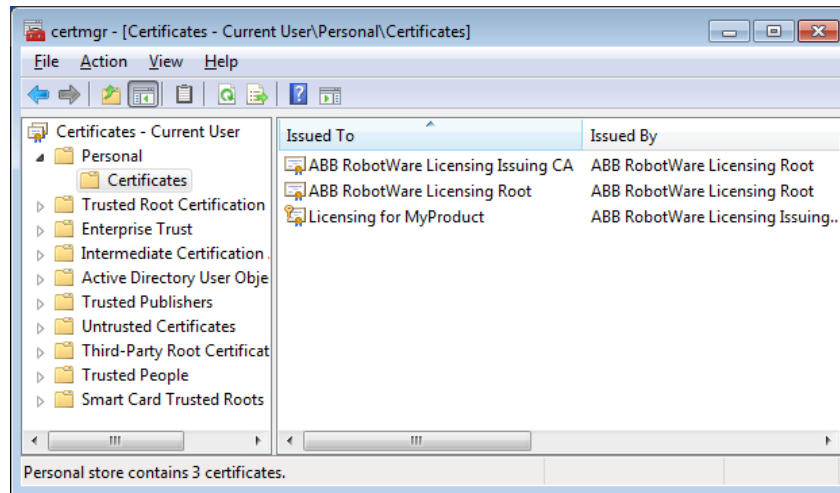 certmgr - [Certificates - Current User\Personal\Certificates]
File Action View Help
Certificates - Current User
Personal
Certificates
Trusted Root Certification
Enterprise Trust
Intermediate Certification
Active Directory User Obje
Trusted Publishers
Untrusted Certificates
Third-Party Root Certificat
Trusted People
Smart Card Trusted Roots
Issued To Issued By
ABB RobotWare Licensing Issuing CA ABB RobotWare Licensing Root
ABB RobotWare Licensing Root ABB RobotWare Licensing Root
Licensing for MyProduct ABB RobotWare Licensing Issuing...
Personal store contains 3 certificates.